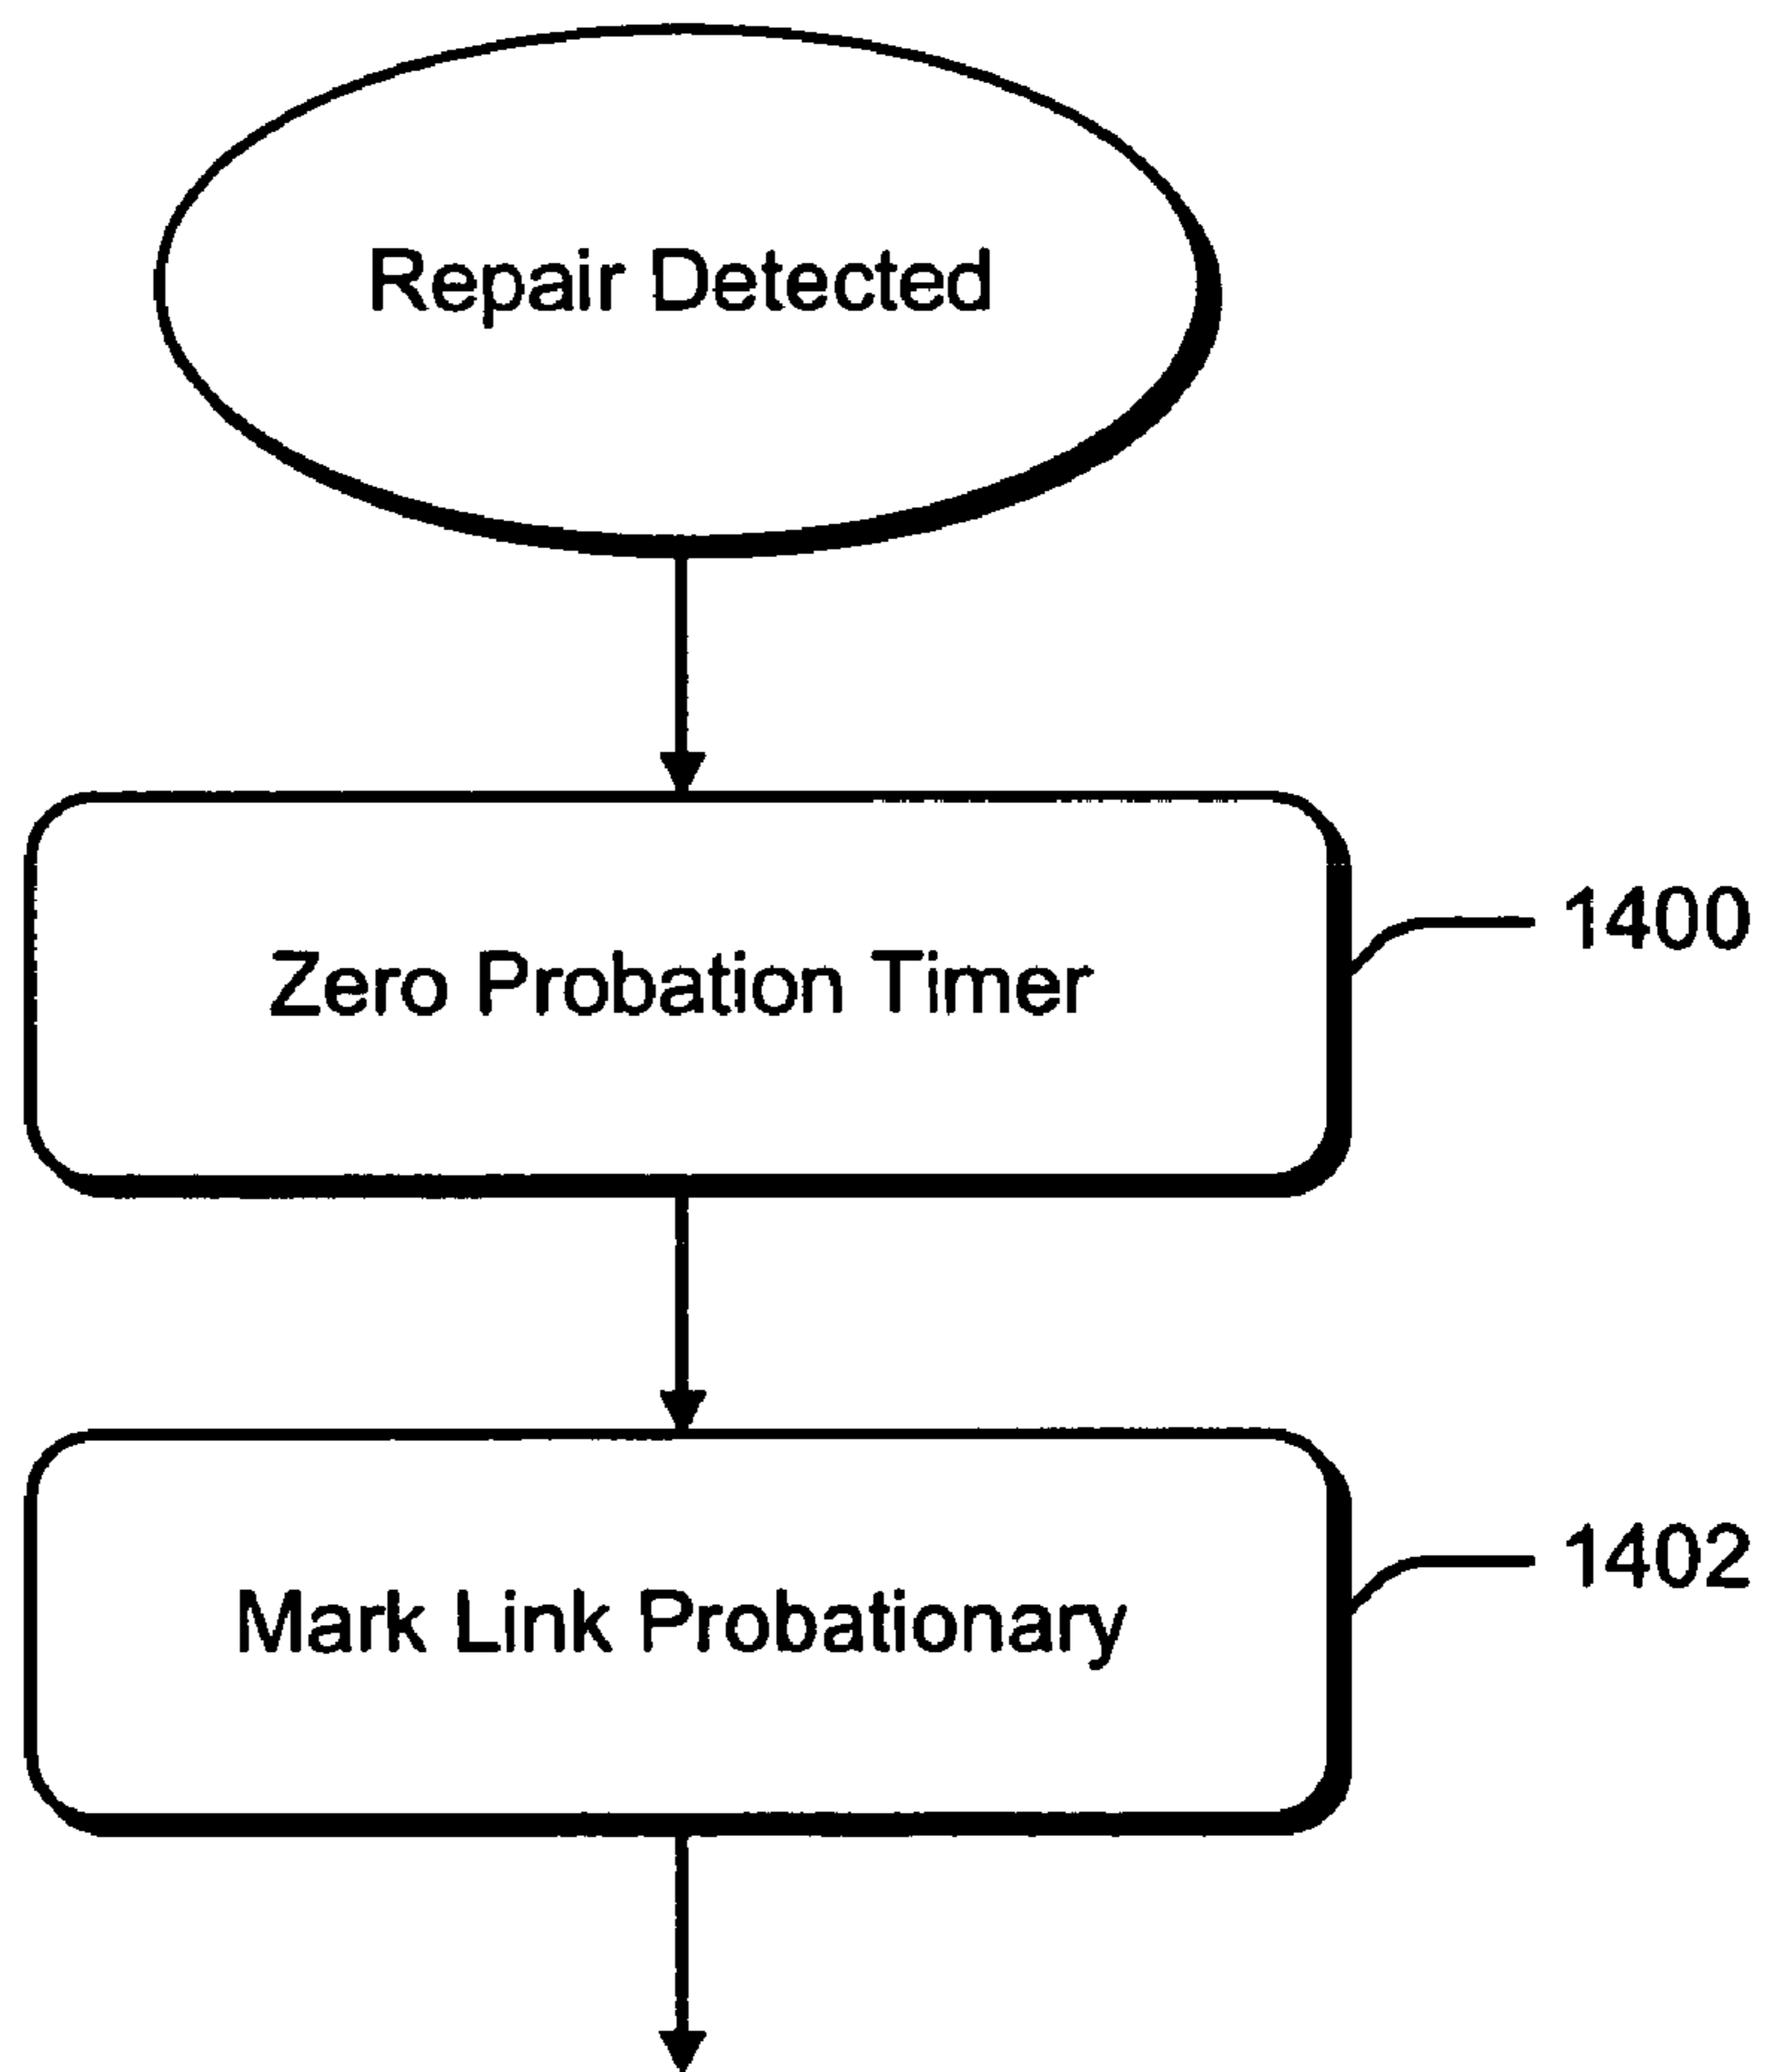 Repair Detected
Zero Probation Timer
1400
Mark Link Probationary
1402